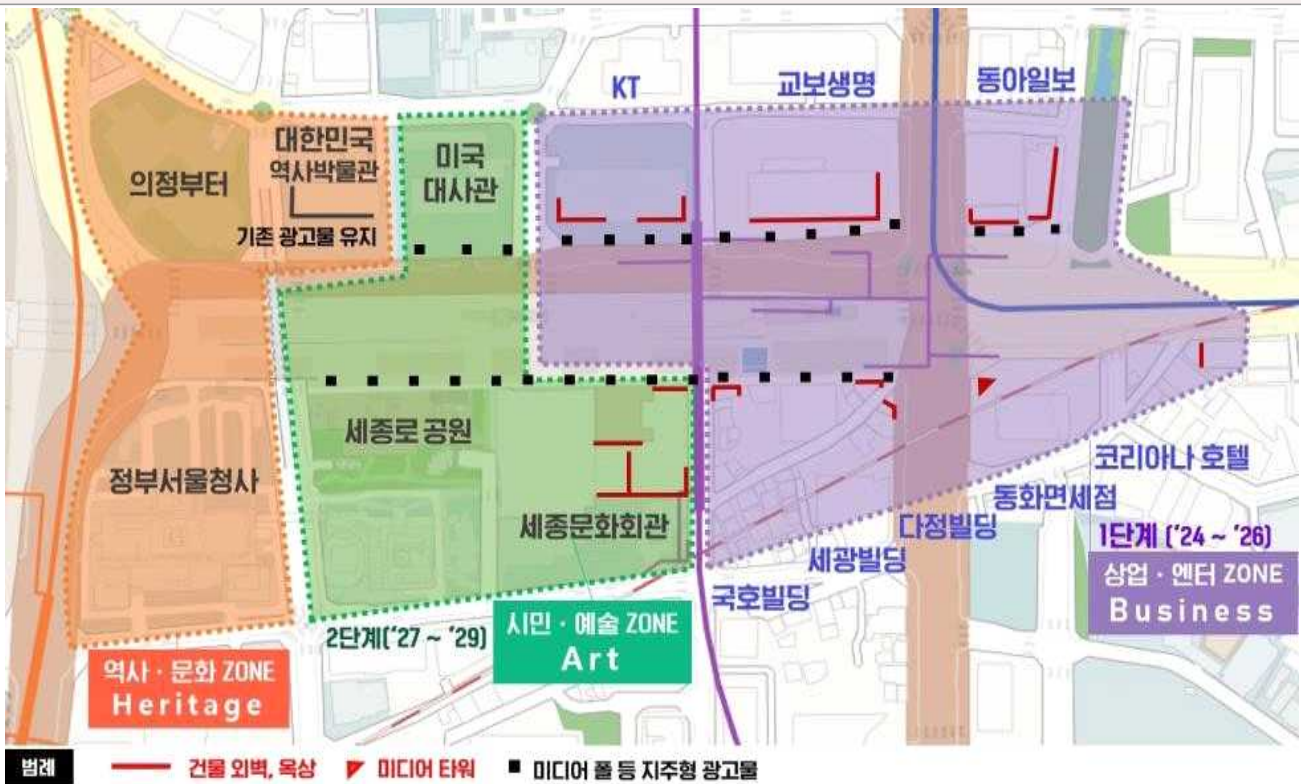 KT
교보생명
동아일보
대한민국
역사박물관
미국
대사관
의정부터
기존 광고물 유지
세종로 공원
정부서울청사
세종문화회관
코리아나 호텔
동화면세점
다정빌딩
세광빌딩
국호빌딩
1단계 ('24 ~ '26)
상업 · 엔터 ZONE
Business
2단계('27 ~ '29)
시민 · 예술 ZONE
Art
역사 · 문화 ZONE
Heritage
범례
건물 외벽, 옥상
미디어 타워
미디어 폴 등 지주형 광고물